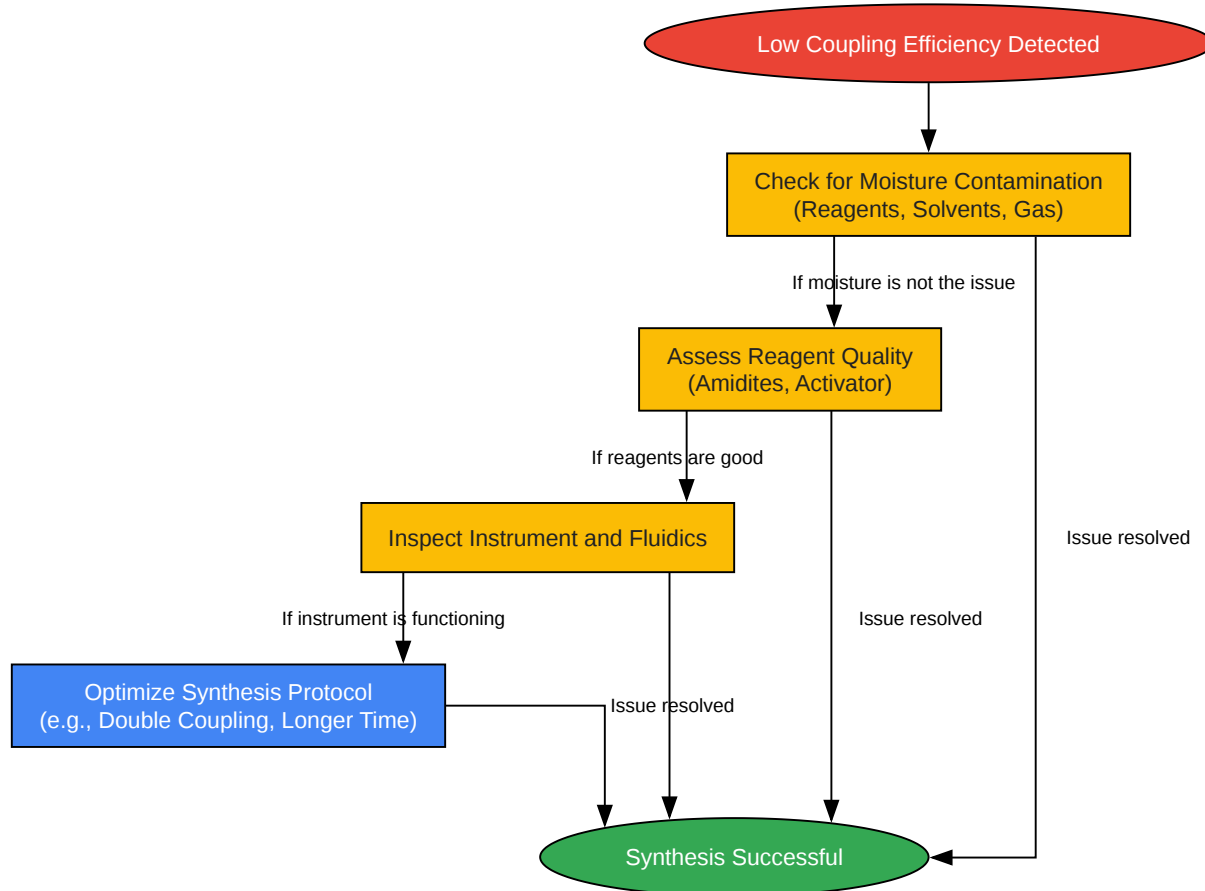 Low Coupling Efficiency Detected
Check for Moisture Contamination
(Reagents, Solvents, Gas)
If moisture is not the issue
Assess Reagent Quality
(Amidites, Activator)
If reagents are good
Inspect Instrument and Fluidics
Issue resolved
If instrument is functioning
Issue resolved
Optimize Synthesis Protocol
(e.g., Double Coupling, Longer Time)
Issue resolved
Synthesis Successful